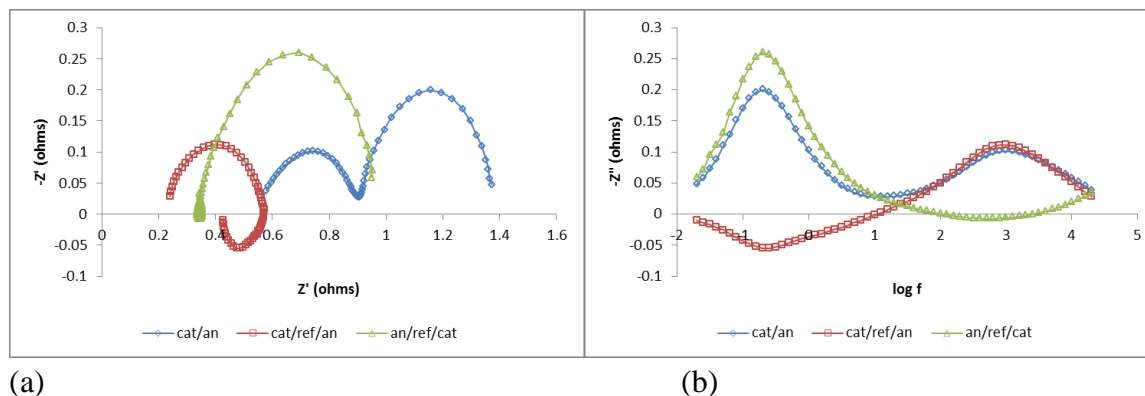 -Z' (ohms)
0.3
0.25
0.2
0.15
0.1
0.05
0
-0.05
-0.1
0 0.2 0.4 0.6 0.8 1 1.2 1.4 1.6
Z' (ohms)
cat/an cat/ref/an an/ref/cat
-Z" (ohms)
0.3
0.25
0.2
0.15
0.1
0.05
0
-0.05
-0.1
-2 -1 0 1 2 3 4 5
log f
cat/an cat/ref/an an/ref/cat
(a) (b)